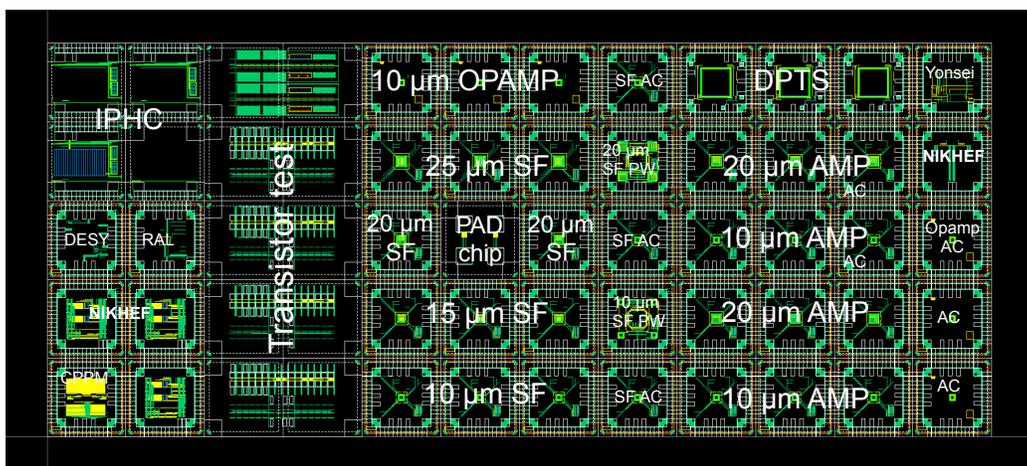 10 µm OPAMP
SF AC
DPTS
Yonsei
IPHC
25 µm SF
20 µm
SF PW
20 µm AMP
AC
NIKHEF
Transistor test
DESY
RAL
20 µm
SF
PAD
chip
20 µm
SF
SF AC
10 µm AMP
AC
Opamp
AC
NIKHEF
15 µm SF
10 µm
SF PW
20 µm AMP
AC
CPPM
10 µm SF
SF AC
10 µm AMP
AC